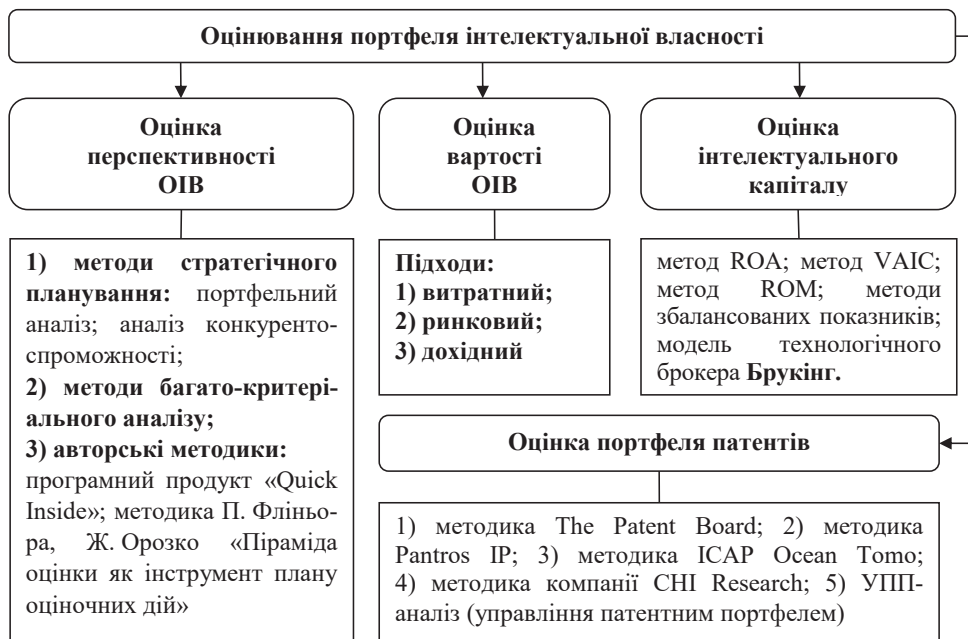 Оцінювання портфеля інтелектуальної власності
Оцінка
перспективності
ОІВ
Оцінка
вартості
ОІВ
Оцінка
інтелектуального
капіталу
1) методи стратегічного
планування: портфельний
аналіз; аналіз конкуренто-
спроможності;
2) методи багато-критері-
ального аналізу;
3) авторські методики:
програмний продукт «Quick
Inside»; методика П. Фліньо-
ра, Ж. Орозко «Піраміда
оцінки як інструмент плану
оціночних дій»
Підходи:
1) витратний;
2) ринковий;
3) дохідний
метод ROA; метод VAIC;
метод ROM; методи
збалансованих показників;
модель технологічного
брокера Брукінг.
Оцінка портфеля патентів
1) методика The Patent Board; 2) методика
Pantros IP; 3) методика ICAP Ocean Tomo;
4) методика компанії CHI Research; 5) УПП-
аналіз (управління патентним портфелем)